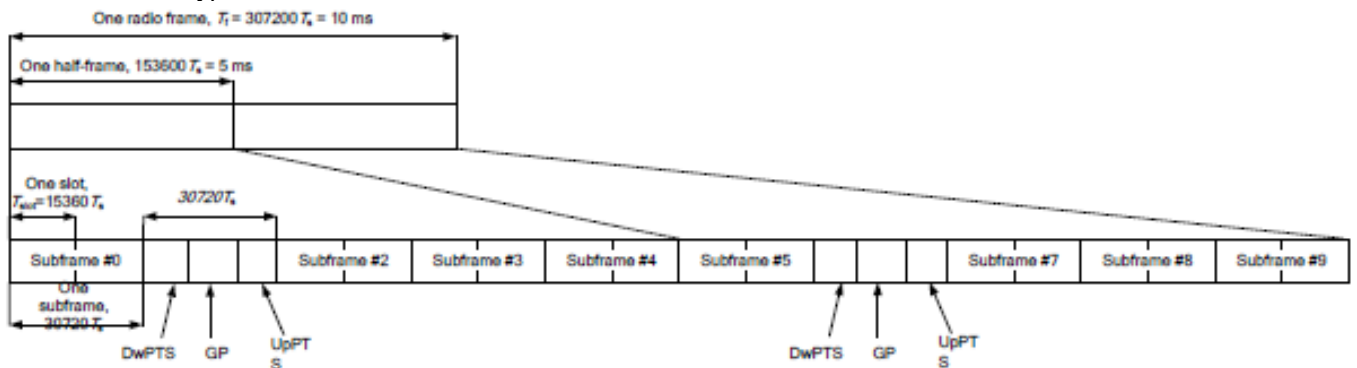 One radio frame, Tf = 307200 Ts = 10 ms
One half-frame, 153600 Ts = 5 ms
One slot,
Tslot=15360 Ts
30720Ts
Subframe #0
Subframe #2
Subframe #3
Subframe #4
Subframe #5
Subframe #7
Subframe #8
Subframe #9
One
subframe,
30720 Ts
DwPTS
GP
UpPT
S
DwPTS
GP
UpPT
S